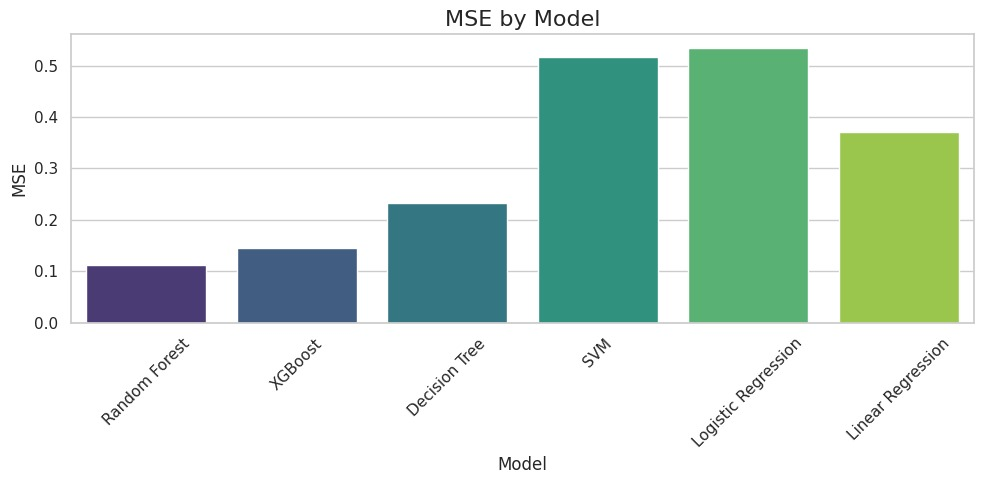 MSE by Model
MSE
0.5
0.4
0.3
0.2
0.1
0.0
Random Forest
XGBoost
Decision Tree
SVM
Logistic Regression
Linear Regression
Model